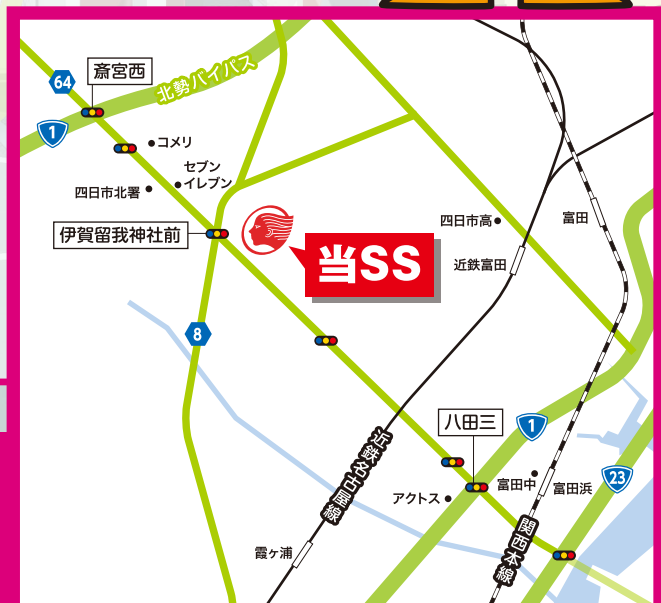 斎宮西
64
北勢バイパス
1
コメリ
セブン
イレブン
四日市北署
伊賀留我神社前
当SS
四日市高
富田
近鉄富田
8
八田三
1
近鉄名古屋線
アクトス
富田中
富田浜
23
関西本線
霞ヶ浦